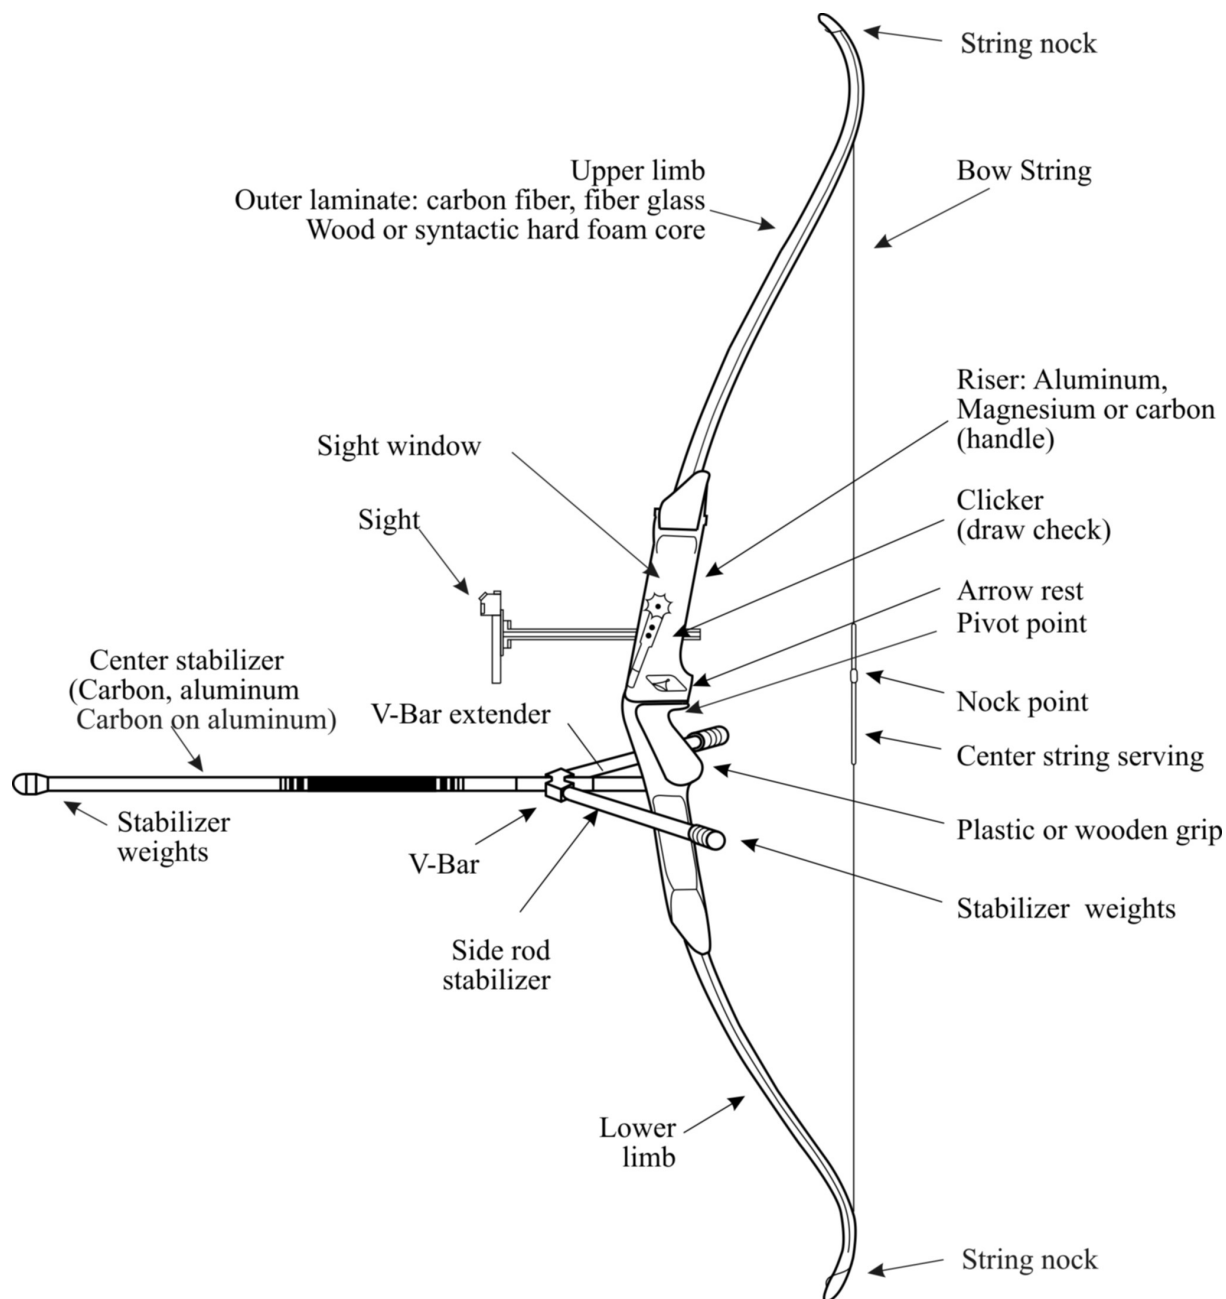 String nock
Upper limb
Outer laminate: carbon fiber, fiber glass
Wood or syntactic hard foam core
Bow String
Riser: Aluminum,
Magnesium or carbon
(handle)
Sight window
Sight
Clicker
(draw check)
Arrow rest
Pivot point
Center stabilizer
(Carbon, aluminum
Carbon on aluminum)
V-Bar extender
Nock point
Center string serving
Stabilizer
weights
V-Bar
Plastic or wooden grip
Stabilizer weights
Side rod
stabilizer
Lower
limb
String nock